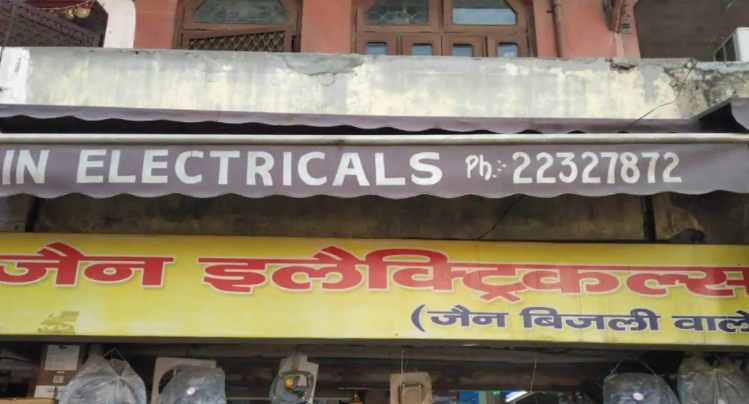 IN ELECTRICALS Ph.:- 22327872
जैन इलैक्ट्रिकल्स
(जैन बिजली वाले